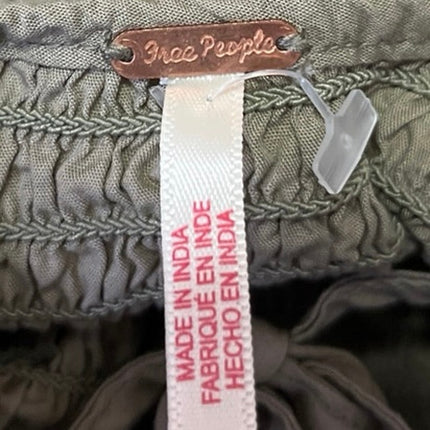 Free People
MADE IN INDIA
FABRIQUÉ EN INDE
HECHO EN INDIA